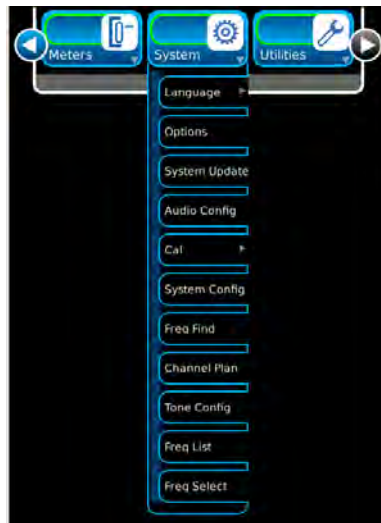 Meters
System
Utilities
Language
Options
System Update
Audio Config
Cal
System Config
Freq Find
Channel Plan
Tone Config
Freq List
Freq Select